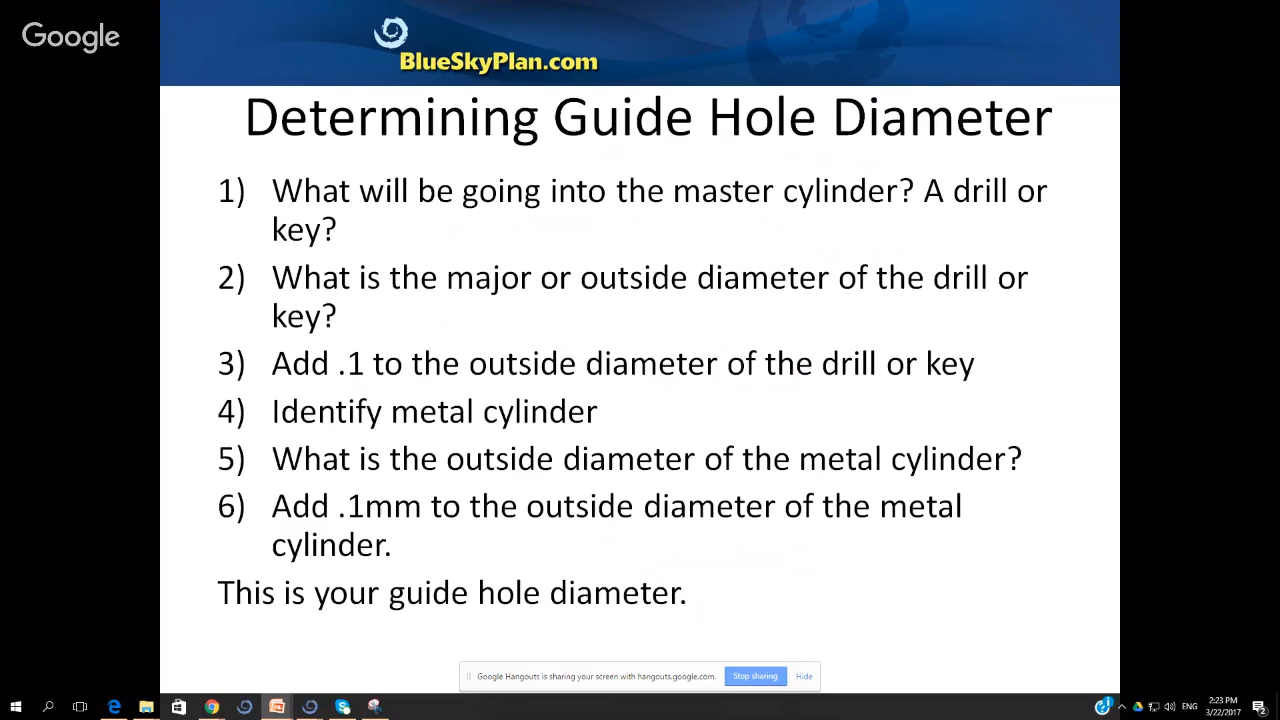 Google
BlueSkyPlan.com
Determining Guide Hole Diameter
1) What will be going into the master cylinder? A drill or
key?
2) What is the major or outside diameter of the drill or
key?
3) Add .1 to the outside diameter of the drill or key
4) Identify metal cylinder
5) What is the outside diameter of the metal cylinder?
6) Add .1mm to the outside diameter of the metal
cylinder.
This is your guide hole diameter.
Google Hangouts is sharing your screen with hangouts.google.com.
Stop sharing
Hide
ENG
2:23 PM
3/22/2017